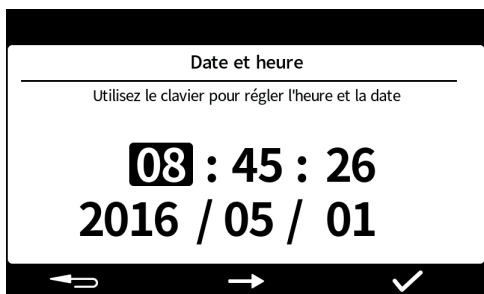 Date et heure
Utilisez le clavier pour régler l'heure et la date
08 : 45 : 26
2016 / 05 / 01